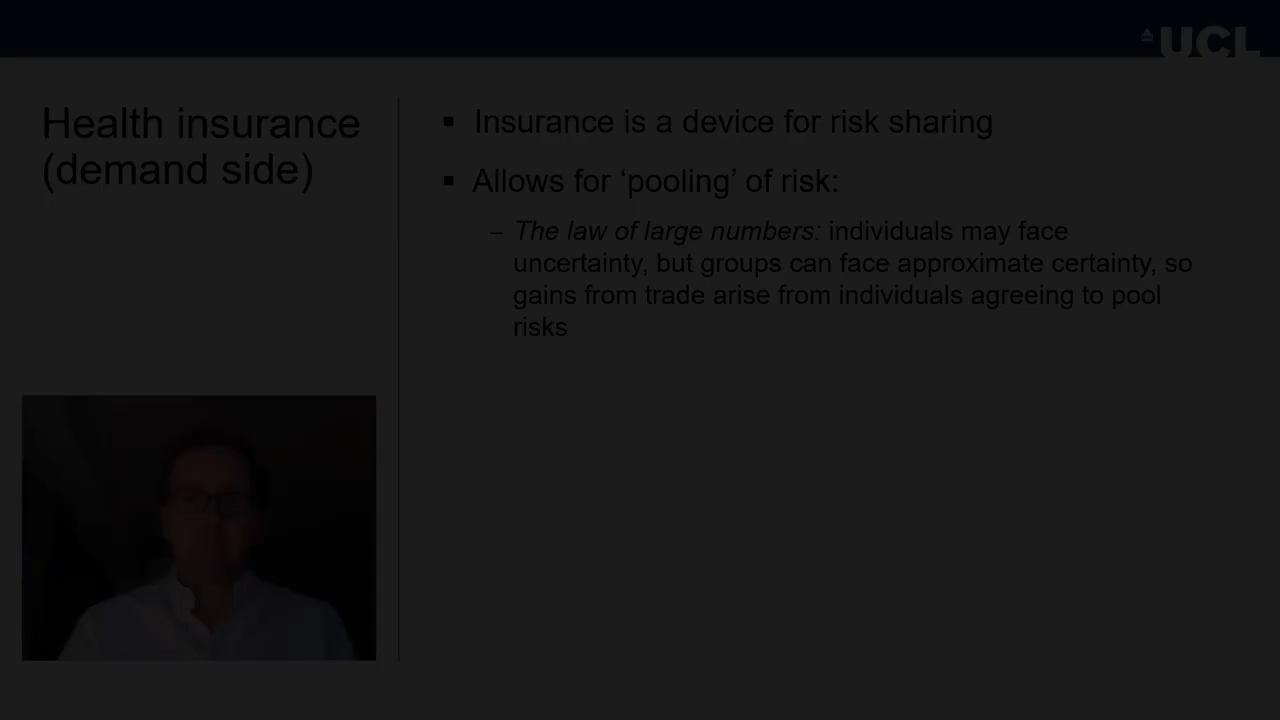 UCL
Health insurance
(demand side)
▪ Insurance is a device for risk sharing
▪ Allows for ‘pooling’ of risk:
– The law of large numbers: individuals may face
uncertainty, but groups can face approximate certainty, so
gains from trade arise from individuals agreeing to pool
risks